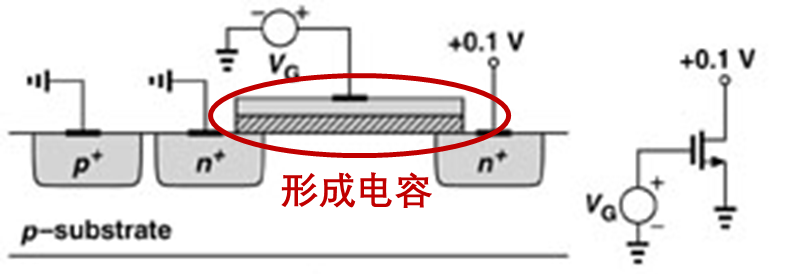 − +
V_G
+0.1 V
+0.1 V
p+
n+
n+
形成电容
p−substrate
V_G
+
−